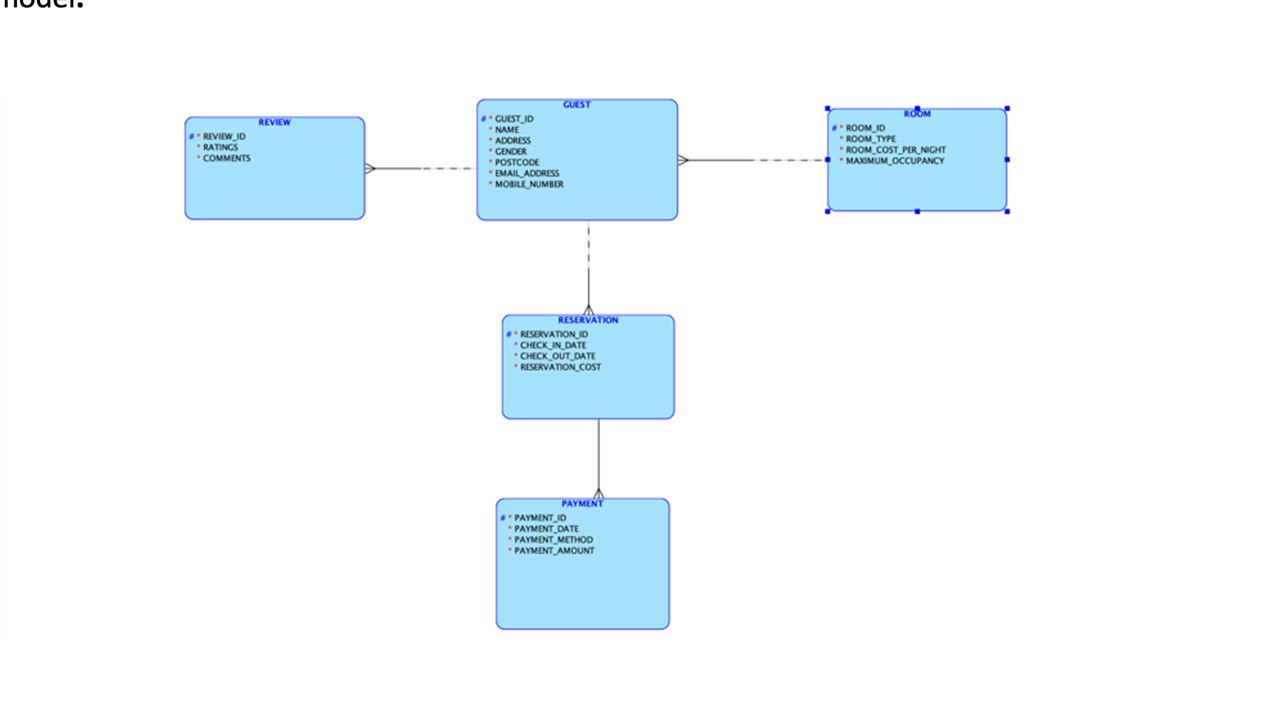 model.
REVIEW
# * REVIEW_ID
* RATINGS
* COMMENTS
GUEST
# * GUEST_ID
* NAME
* ADDRESS
* GENDER
* POSTCODE
* EMAIL_ADDRESS
* MOBILE_NUMBER
ROOM
# * ROOM_ID
* ROOM_TYPE
* ROOM_COST_PER_NIGHT
* MAXIMUM_OCCUPANCY
RESERVATION
# * RESERVATION_ID
* CHECK_IN_DATE
* CHECK_OUT_DATE
* RESERVATION_COST
PAYMENT
# * PAYMENT_ID
* PAYMENT_DATE
* PAYMENT_METHOD
* PAYMENT_AMOUNT